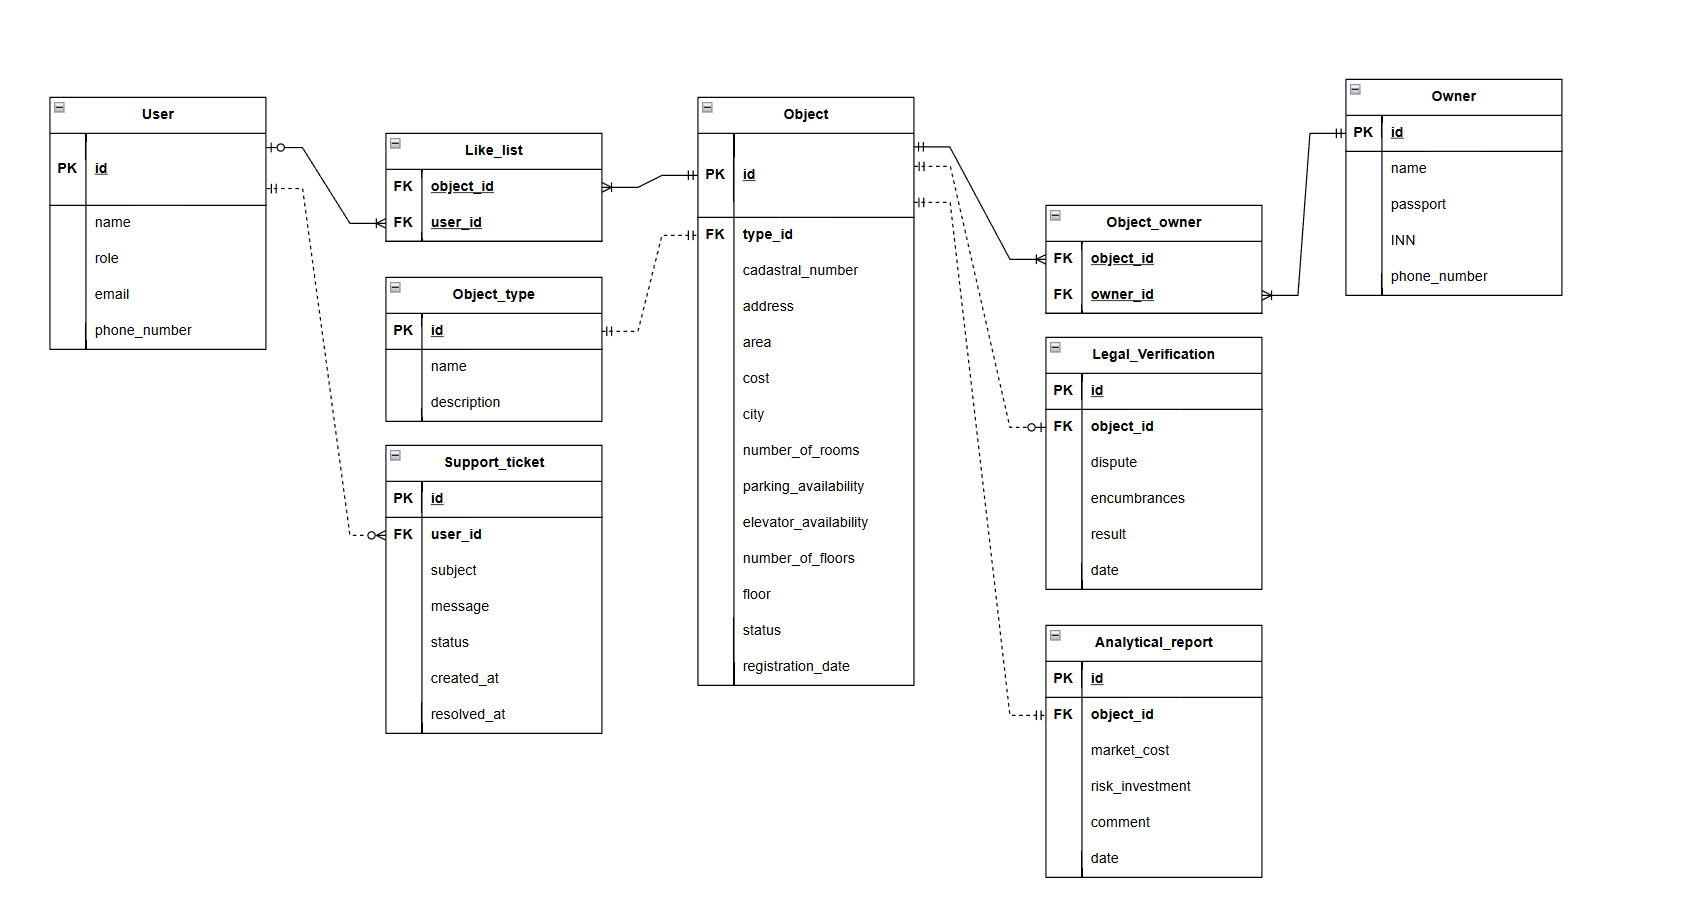 User
PK id
name
role
email
phone_number
Like_list
FK object_id
FK user_id
Object_type
PK id
name
description
Support_ticket
PK id
FK user_id
subject
message
status
created_at
resolved_at
Object
PK id
FK type_id
cadastral_number
address
area
cost
city
number_of_rooms
parking_availability
elevator_availability
number_of_floors
floor
status
registration_date
Object_owner
FK object_id
FK owner_id
Legal_Verification
PK id
FK object_id
dispute
encumbrances
result
date
Analytical_report
PK id
FK object_id
market_cost
risk_investment
comment
date
Owner
PK id
name
passport
INN
phone_number